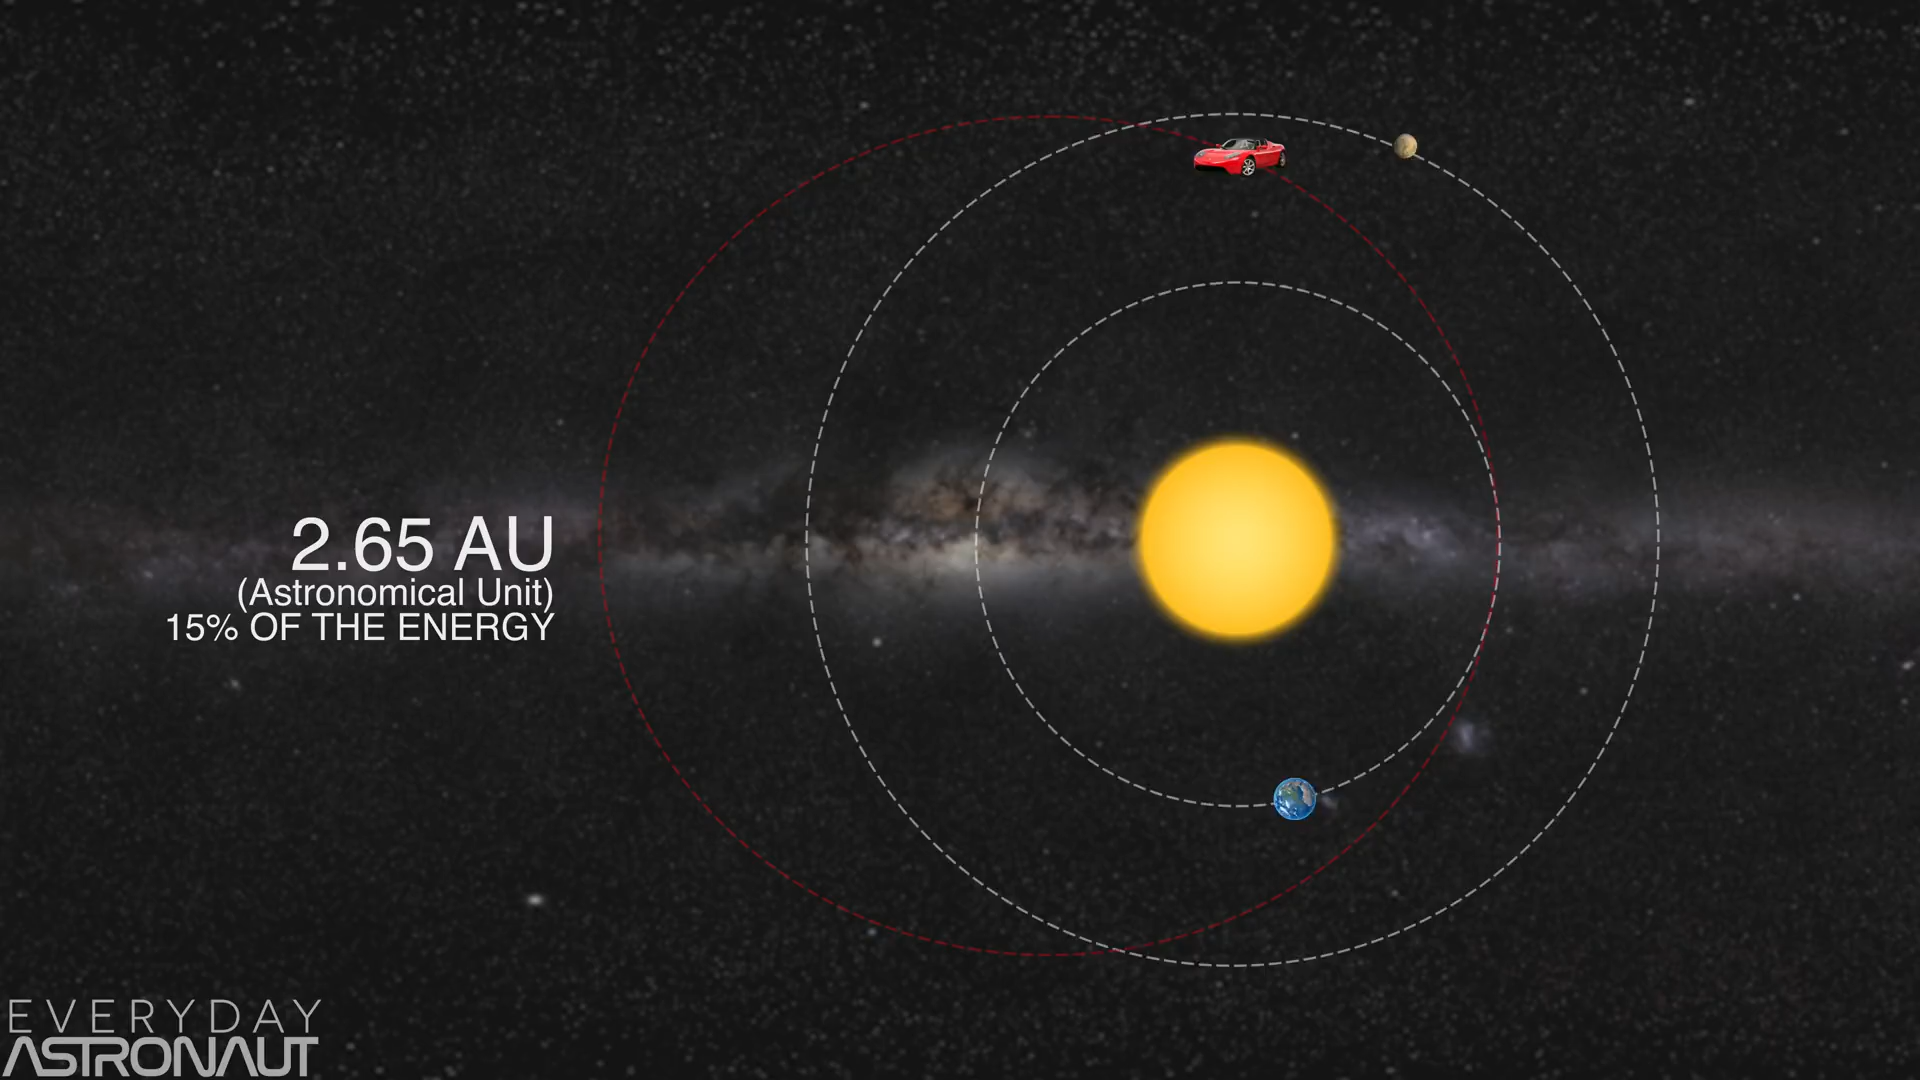 2.65 AU
(Astronomical Unit)
15% OF THE ENERGY
EVERYDAY
ASTRONAUT